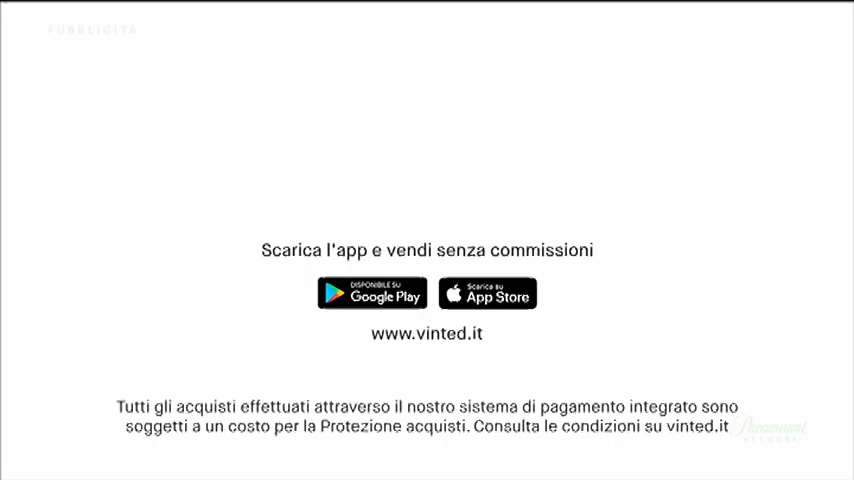 PUBBLICITÀ
Scarica l'app e vendi senza commissioni
DISPONIBILE SU
Google Play
Scarica su
App Store
www.vinted.it
Tutti gli acquisti effettuati attraverso il nostro sistema di pagamento integrato sono
soggetti a un costo per la Protezione acquisti. Consulta le condizioni su vinted.it
Paramount
NETWORK